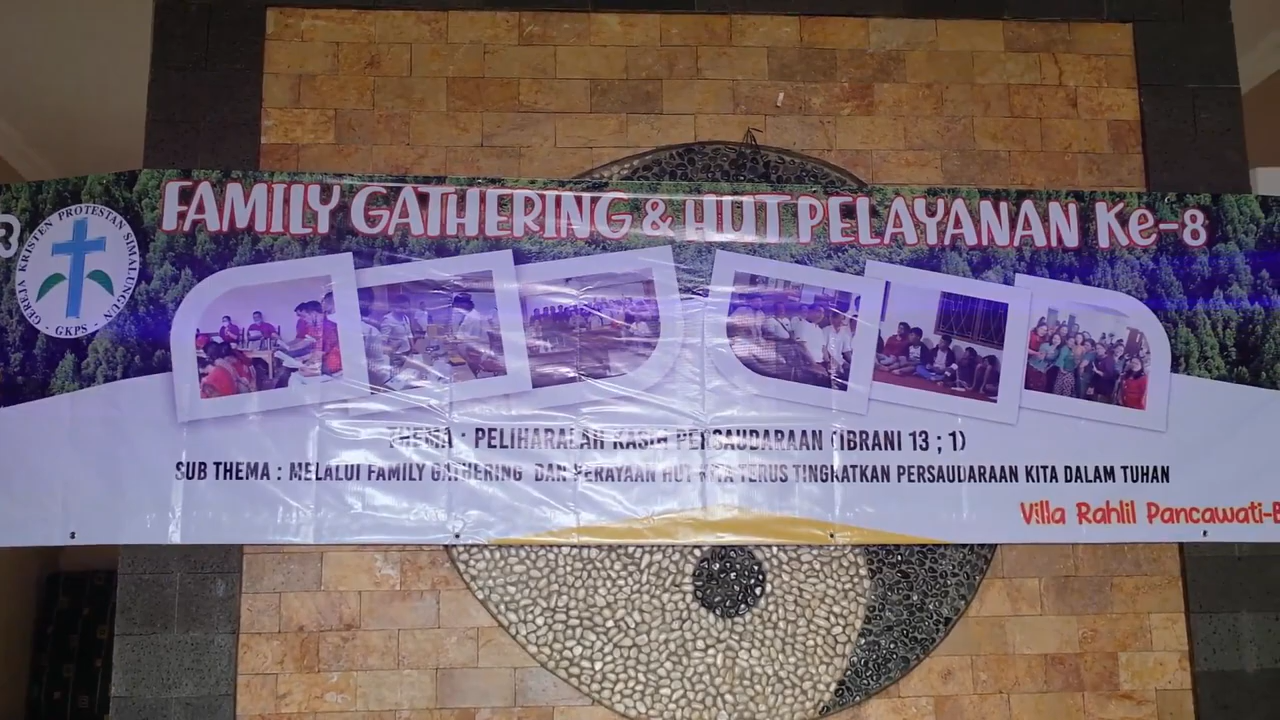 FAMILY GATHERING & HUT PELAYANAN Ke-8
GEREJA KRISTEN PROTESTAN SIMALUNGUN
- GKPS -
THEMA : PELIHARALAH KASIH PERSAUDARAAN (IBRANI 13 ; 1)
SUB THEMA : MELALUI FAMILY GATHERING DAN PERAYAAN HUT KITA TERUS TINGKATKAN PERSAUDARAAN KITA DALAM TUHAN
Villa Rahlil Pancawati-